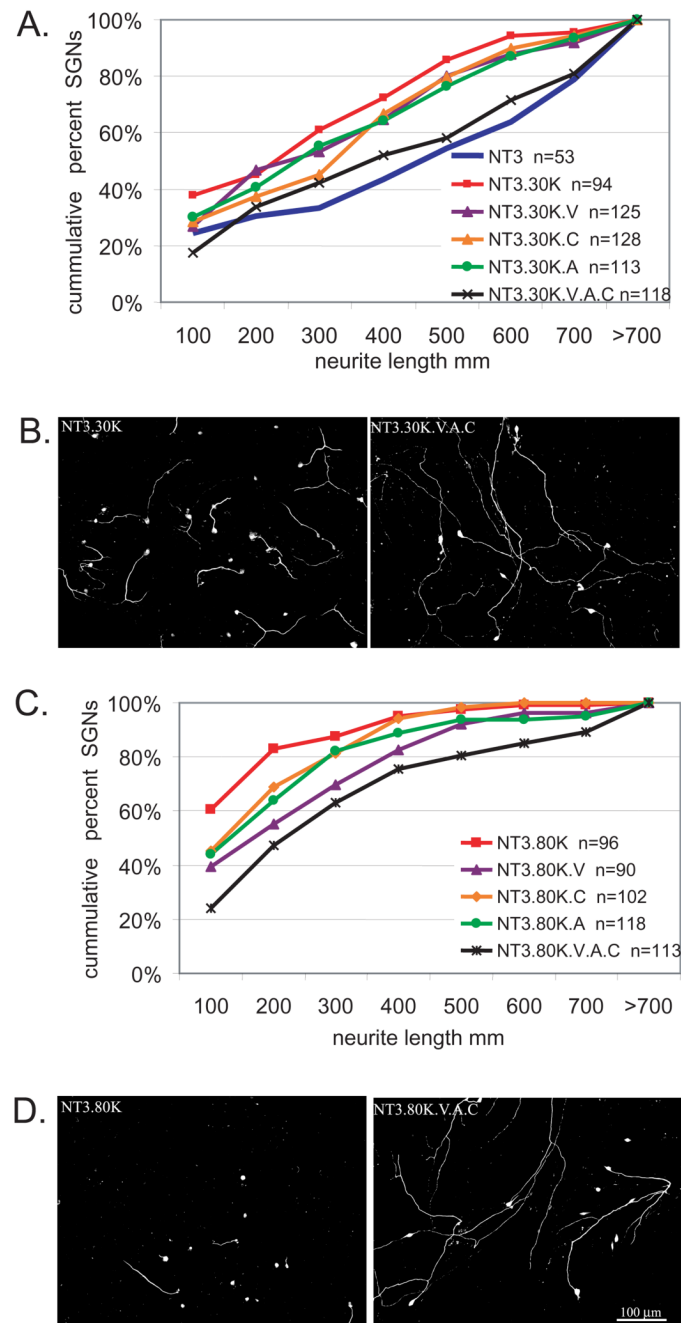 A.
cummulative percent SGNs
100%
80%
60%
40%
20%
0%
NT3 n=53
NT3.30K n=94
NT3.30K.V n=125
NT3.30K.C n=128
NT3.30K.A n=113
NT3.30K.V.A.C n=118
100 200 300 400 500 600 700 >700
neurite length mm
B.
NT3.30K
NT3.30K.V.A.C
C.
cummulative percent SGNs
100%
80%
60%
40%
20%
0%
NT3.80K n=96
NT3.80K.V n=90
NT3.80K.C n=102
NT3.80K.A n=118
NT3.80K.V.A.C n=113
100 200 300 400 500 600 700 >700
neurite length mm
D.
NT3.80K
NT3.80K.V.A.C
100 µm